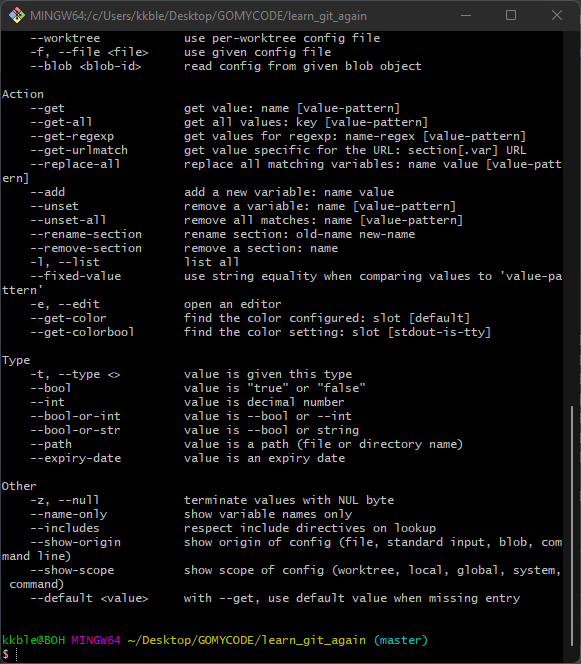 MINGW64:/c/Users/kkble/Desktop/GOMYCODE/learn_git_again
--worktree            use per-worktree config file
-f, --file <file>     use given config file
--blob <blob-id>      read config from given blob object
Action
--get                 get value: name [value-pattern]
--get-all             get all values: key [value-pattern]
--get-regexp          get values for regexp: name-regex [value-pattern]
--get-urlmatch        get value specific for the URL: section[.var] URL
--replace-all         replace all matching variables: name value [value-patt
ern]
--add                 add a new variable: name value
--unset               remove a variable: name [value-pattern]
--unset-all           remove all matches: name [value-pattern]
--rename-section      rename section: old-name new-name
--remove-section      remove a section: name
-l, --list            list all
--fixed-value         use string equality when comparing values to 'value-pa
ttern'
-e, --edit            open an editor
--get-color           find the color configured: slot [default]
--get-colorbool       find the color setting: slot [stdout-is-tty]
Type
-t, --type <>         value is given this type
--bool                value is "true" or "false"
--int                 value is decimal number
--bool-or-int         value is --bool or --int
--bool-or-str         value is --bool or string
--path                value is a path (file or directory name)
--expiry-date         value is an expiry date
Other
-z, --null            terminate values with NUL byte
--name-only           show variable names only
--includes            respect include directives on lookup
--show-origin         show origin of config (file, standard input, blob, com
mand line)
--show-scope          show scope of config (worktree, local, global, system,
command)
--default <value>     with --get, use default value when missing entry
kkble@BOH MINGW64 ~/Desktop/GOMYCODE/learn_git_again (master)
$